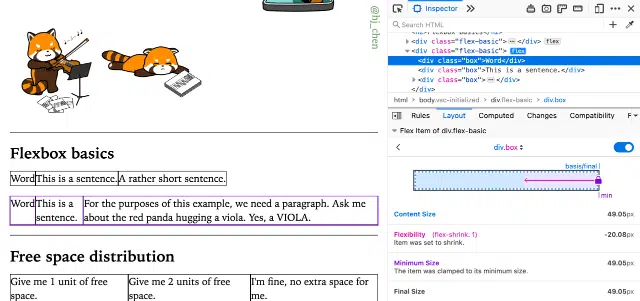 @hj_chen
Flexbox basics
Word This is a sentence. A rather short sentence.
Word This is a sentence. For the purposes of this example, we need a paragraph. Ask me
about the red panda hugging a viola. Yes, a VIOLA.
Free space distribution
Give me 1 unit of free space. Give me 2 units of free space. I'm fine, no extra space for me.
Inspector
Search HTML
<div class="flex-basic"> </div> flex
<div class="flex-basic"> flex
<div class="box">Word</div>
<div class="box">This is a sentence.</div>
<div class="box"> </div>
</div>
html body.vsc-initialized div.flex-basic div.box
Rules Layout Computed Changes Compatibility F
Flex Item of div.flex-basic
div.box
basis/final
min
Content Size 49.05px
Flexibility (flex-shrink: 1) -20.08px
Item was set to shrink.
Minimum Size 49.05px
The item was clamped to its minimum size.
Final Size 49.05px